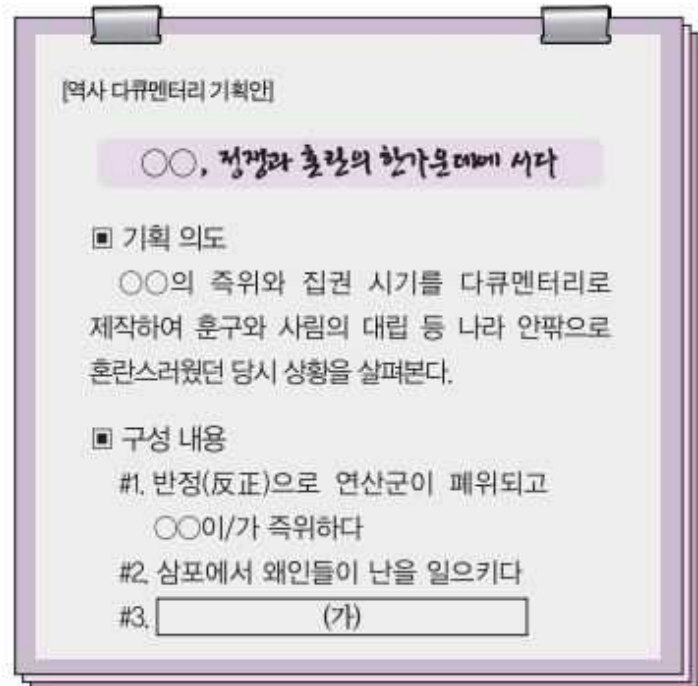 [역사 다큐멘터리 기획안]
○○, 정쟁과 혼란의 한가운데에 서다
▣ 기획 의도
○○의 즉위와 집권 시기를 다큐멘터리로
제작하여 훈구와 사림의 대립 등 나라 안팎으로
혼란스러웠던 당시 상황을 살펴본다.
▣ 구성 내용
#1. 반정(反正)으로 연산군이 폐위되고
○○이/가 즉위하다
#2. 삼포에서 왜인들이 난을 일으키다
#3. (가)